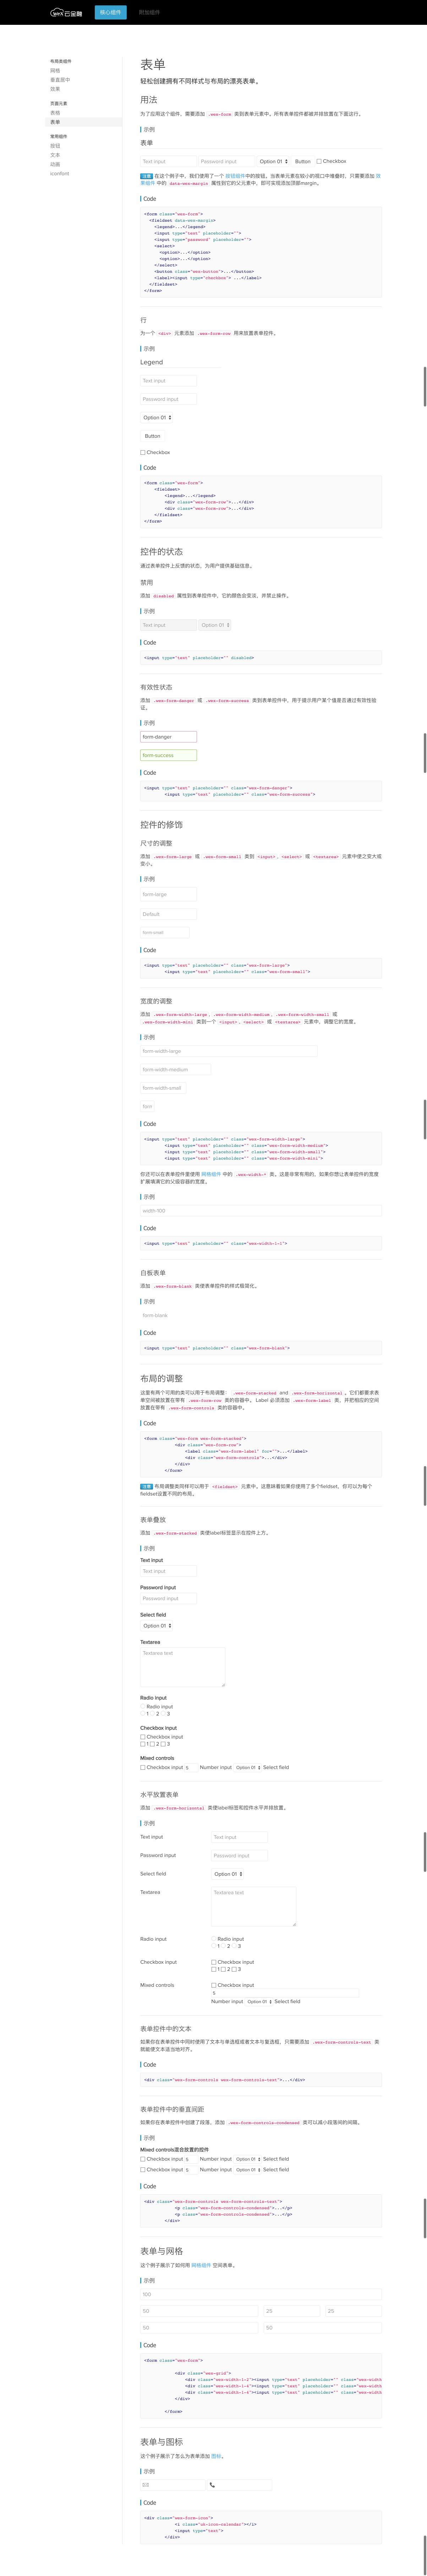 云金融
核心组件
附加组件
布局类组件
网格
垂直居中
效果
页面元素
表格
表单
常用组件
按钮
文本
动画
iconfont
表单
轻松创建拥有不同样式与布局的漂亮表单。
用法
为了应用这个组件，需要添加 .wex-form 类到表单元素中。所有表单控件都被并排放置在下面这行。
示例
表单
Text input
Password input
Option 01
Button
Checkbox
注意 在这个例子中，我们使用了一个 按钮组件中的按钮。当表单元素在较小的视口中堆叠时，只需要添加 效
果组件 中的 data-wex-margin 属性到它的父元素中，即可实现添加顶部margin。
Code
<form class="wex-form">
<fieldset data-wex-margin>
<legend>...</legend>
<input type="text" placeholder="">
<input type="password" placeholder="">
<select>
<option>...</option>
<option>...</option>
</select>
<button class="wex-button">...</button>
<label><input type="checkbox"> ...</label>
</fieldset>
</form>
行
为一个 <div> 元素添加 .wex-form-row 用来放置表单控件。
示例
Legend
Text input
Password input
Option 01
Button
Checkbox
Code
<form class="wex-form">
<fieldset>
<legend>...</legend>
<div class="wex-form-row">...</div>
<div class="wex-form-row">...</div>
</fieldset>
</form>
控件的状态
通过表单控件上反馈的状态，为用户提供基础信息。
禁用
添加 disabled 属性到表单控件中，它的颜色会变淡，并禁止操作。
示例
Text input
Option 01
Code
<input type="text" placeholder="" disabled>
有效性状态
添加 .wex-form-danger 或 .wex-form-success 类到表单控件中，用于提示用户某个值是否通过有效性验
证。
示例
form-danger
form-success
Code
<input type="text" placeholder="" class="wex-form-danger">
<input type="text" placeholder="" class="wex-form-success">
控件的修饰
尺寸的调整
添加 .wex-form-large 或 .wex-form-small 类到 <input>，<select> 或 <textarea> 元素中使之变大或
变小。
示例
form-large
Default
form-small
Code
<input type="text" placeholder="" class="wex-form-large">
<input type="text" placeholder="" class="wex-form-small">
宽度的调整
添加 .wex-form-width-large，.wex-form-width-medium，.wex-form-width-small 或
.wex-form-width-mini 类到一个 <input>，<select> 或 <textarea> 元素中，调整它的宽度。
示例
form-width-large
form-width-medium
form-width-small
form
Code
<input type="text" placeholder="" class="wex-form-width-large">
<input type="text" placeholder="" class="wex-form-width-medium">
<input type="text" placeholder="" class="wex-form-width-small">
<input type="text" placeholder="" class="wex-form-width-mini">
你还可以在表单控件重使用 网格组件 中的 .wex-width-* 类。这是非常有用的，如果你想让表单控件的宽度
扩展填满它的父级容器的宽度。
示例
width-100
Code
<input type="text" placeholder="" class="wex-width-1-1">
白板表单
添加 .wex-form-blank 类使表单控件的样式极简化。
示例
form-blank
Code
<input type="text" placeholder="" class="wex-form-blank">
布局的调整
这里有两个可用的类可以用于布局调整： .wex-form-stacked and .wex-form-horizontal。它们都要求表
单空间被放置在带有 .wex-form-row 类的容器中。Label 必须添加 .wex-form-label 类，并把相应的空间
放置在带有 .wex-form-controls 类的容器中。
Code
<form class="wex-form wex-form-stacked">
<div class="wex-form-row">
<label class="wex-form-label" for="">...</label>
<div class="wex-form-controls">...</div>
</div>
</form>
注意 布局调整类同样可以用于 <fieldset> 元素中。这意味着如果你使用了多个fieldset，你可以为每个
fieldset设置不同的布局。
表单叠放
添加 .wex-form-stacked 类使label标签显示在控件上方。
示例
Text input
Text input
Password input
Password input
Select field
Option 01
Textarea
Textarea text
Radio input
Radio input
1 2 3
Checkbox input
Checkbox input
1 2 3
Mixed controls
Checkbox input 5 Number input Option 01 Select field
水平放置表单
添加 .wex-form-horizontal 类使label标签和控件水平并排放置。
示例
Text input
Text input
Password input
Password input
Select field
Option 01
Textarea
Textarea text
Radio input
Radio input
1 2 3
Checkbox input
Checkbox input
1 2 3
Mixed controls
Checkbox input
5
Number input Option 01 Select field
表单控件中的文本
如果你在表单控件中同时使用了文本与单选框或者文本与重选框，只需要添加 .wex-form-controls-text 类
就能使文本适当地对齐。
Code
<div class="wex-form-controls wex-form-controls-text">...</div>
表单控件中的垂直间距
如果你在表单控件中创建了段落，添加 .wex-form-controls-condensed 类可以减小段落间的间隔。
示例
Mixed controls混合放置的控件
Checkbox input 5 Number input Option 01 Select field
Checkbox input 5 Number input Option 01 Select field
Code
<div class="wex-form-controls wex-form-controls-text">
<p class="wex-form-controls-condensed">...</p>
<p class="wex-form-controls-condensed">...</p>
</div>
表单与网格
这个例子展示了如何用 网格组件 空间表单。
示例
100
50
25
25
50
50
Code
<form class="wex-form">
<div class="wex-grid">
<div class="wex-width-1-2"><input type="text" placeholder="" class="wex-width
<div class="wex-width-1-4"><input type="text" placeholder="" class="wex-width
<div class="wex-width-1-4"><input type="text" placeholder="" class="wex-width
</div>
</form>
表单与图标
这个例子展示了怎么为表单添加 图标。
示例
Code
<div class="wex-form-icon">
<i class="uk-icon-calendar"></i>
<input type="text">
</div>